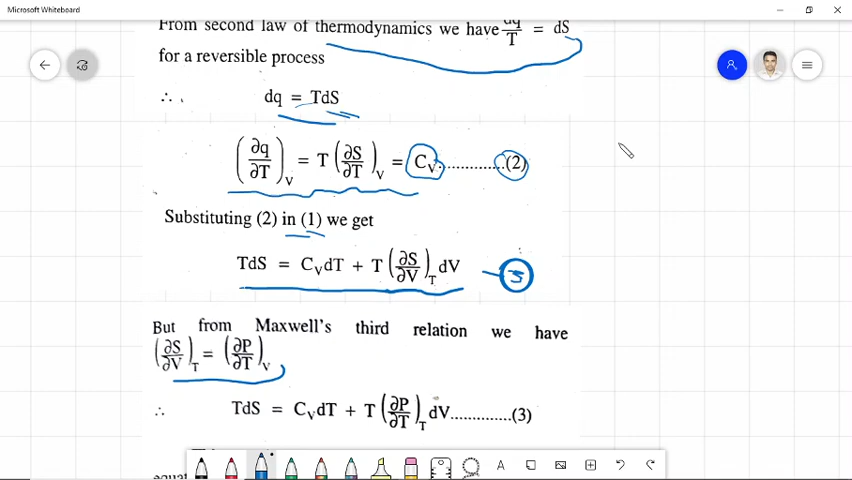 Microsoft Whiteboard
From second law of thermodynamics we have dq/T = dS
for a reversible process
∴ dq = TdS
(∂q/∂T)_V = T (∂S/∂T)_V = C_V..............(2)
Substituting (2) in (1) we get
TdS = C_VdT + T (∂S/∂V)_T dV — 3
But from Maxwell's third relation we have
(∂S/∂V)_T = (∂P/∂T)_V
∴ TdS = C_VdT + T (∂P/∂T)_T dV.............(3)
equat